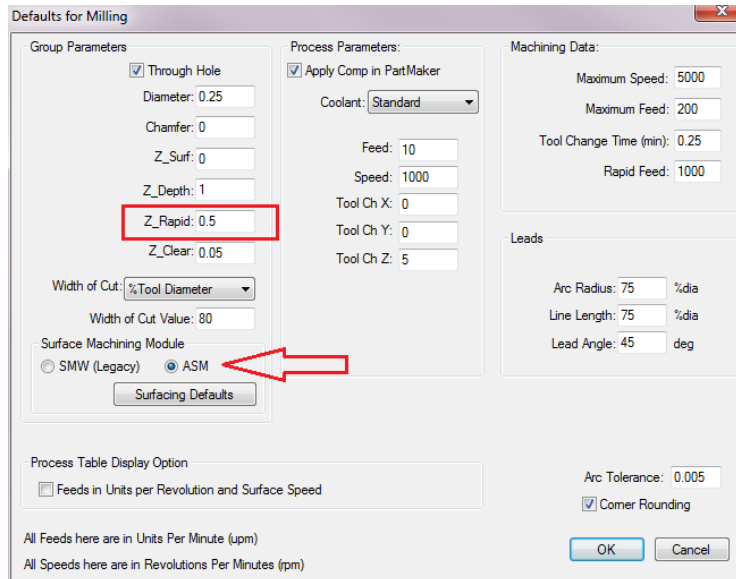 Defaults for Milling
x
Group Parameters
Through Hole
Diameter: 0.25
Chamfer: 0
Z_Surf: 0
Z_Depth: 1
Z_Rapid: 0.5
Z_Clear: 0.05
Width of Cut: %Tool Diameter
Width of Cut Value: 80
Surface Machining Module
SMW (Legacy) ASM
Surfacing Defaults
Process Parameters:
Apply Comp in PartMaker
Coolant: Standard
Feed: 10
Speed: 1000
Tool Ch X: 0
Tool Ch Y: 0
Tool Ch Z: 5
Machining Data:
Maximum Speed: 5000
Maximum Feed: 200
Tool Change Time (min): 0.25
Rapid Feed: 1000
Leads
Arc Radius: 75 %dia
Line Length: 75 %dia
Lead Angle: 45 deg
Process Table Display Option
Feeds in Units per Revolution and Surface Speed
Arc Tolerance: 0.005
Corner Rounding
All Feeds here are in Units Per Minute (upm)
All Speeds here are in Revolutions Per Minutes (rpm)
OK Cancel